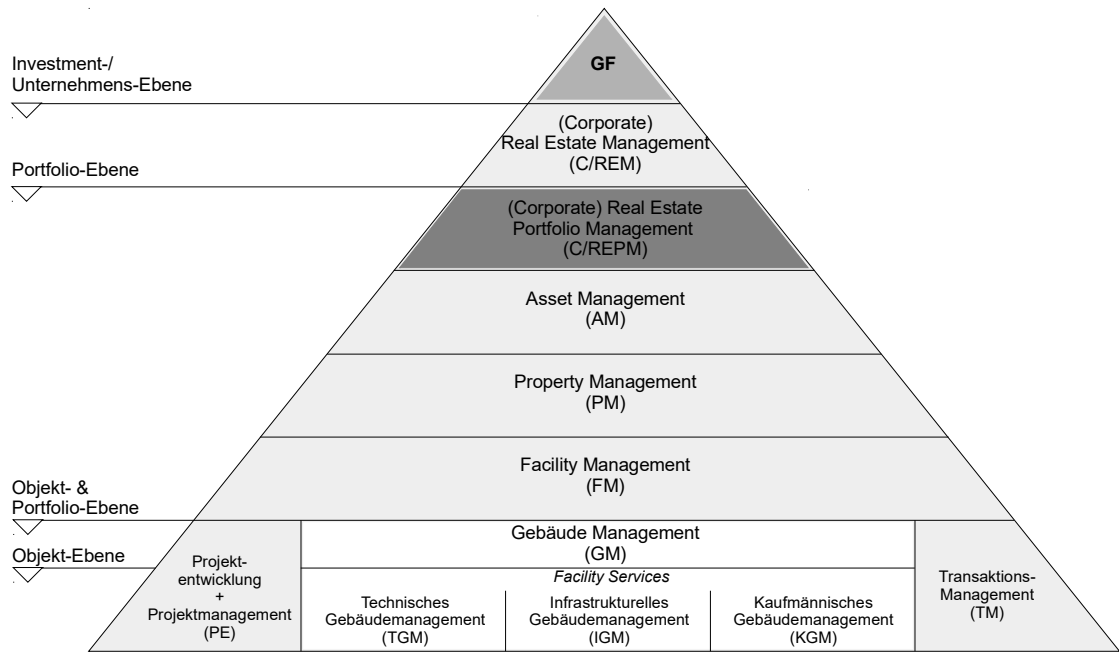 GF
Investment-/
Unternehmens-Ebene
(Corporate)
Real Estate Management
(C/REM)
Portfolio-Ebene
(Corporate) Real Estate
Portfolio Management
(C/REPM)
Asset Management
(AM)
Property Management
(PM)
Facility Management
(FM)
Objekt- &
Portfolio-Ebene
Objekt-Ebene
Projekt-
entwicklung
+
Projektmanagement
(PE)
Gebäude Management
(GM)
Facility Services
Technisches
Gebäudemanagement
(TGM)
Infrastrukturelles
Gebäudemanagement
(IGM)
Kaufmännisches
Gebäudemanagement
(KGM)
Transaktions-
Management
(TM)